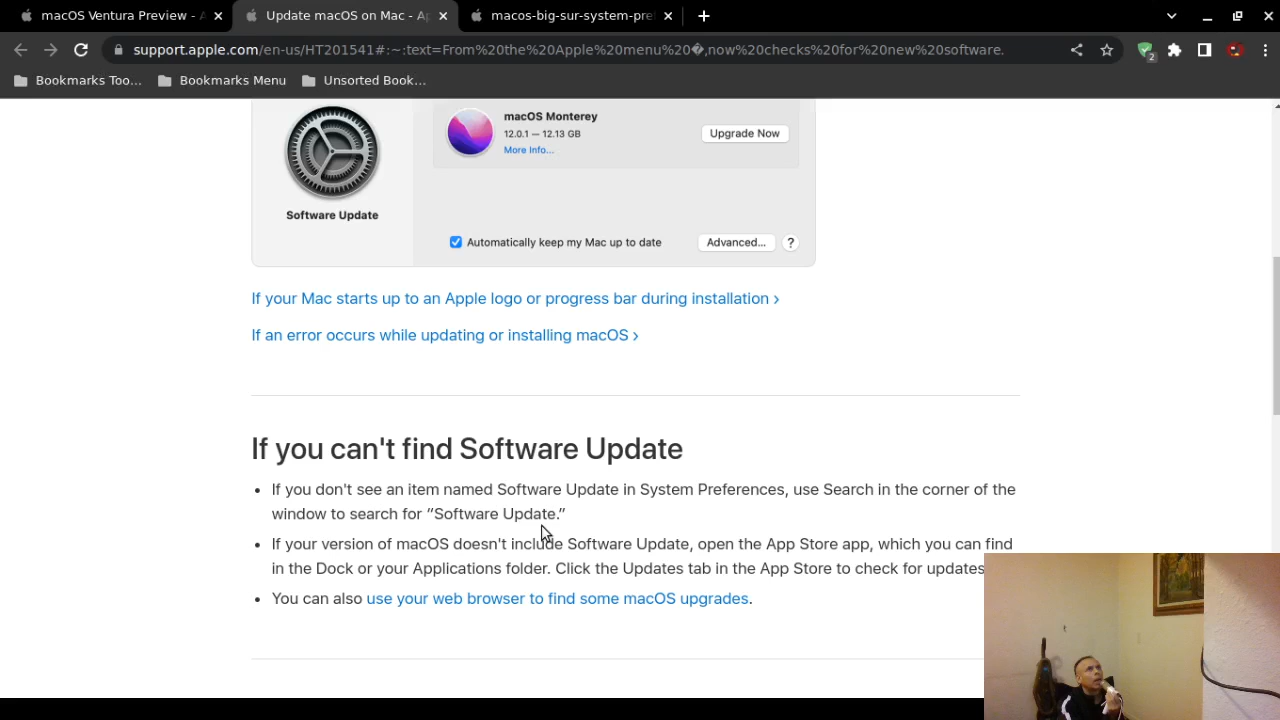 macOS Ventura Preview - A
Update macOS on Mac - Ap
macos-big-sur-system-pre
support.apple.com/en-us/HT201541#:~:text=From%20the%20Apple%20menu%20�,now%20checks%20for%20new%20software.
2
Bookmarks Too...
Bookmarks Menu
Unsorted Book...
macOS Monterey
12.0.1 — 12.13 GB
Upgrade Now
More Info...
Software Update
Automatically keep my Mac up to date
Advanced...
?
If your Mac starts up to an Apple logo or progress bar during installation ›
If an error occurs while updating or installing macOS ›
If you can't find Software Update
• If you don't see an item named Software Update in System Preferences, use Search in the corner of the
window to search for “Software Update.”
• If your version of macOS doesn't include Software Update, open the App Store app, which you can find
in the Dock or your Applications folder. Click the Updates tab in the App Store to check for updates
• You can also use your web browser to find some macOS upgrades.